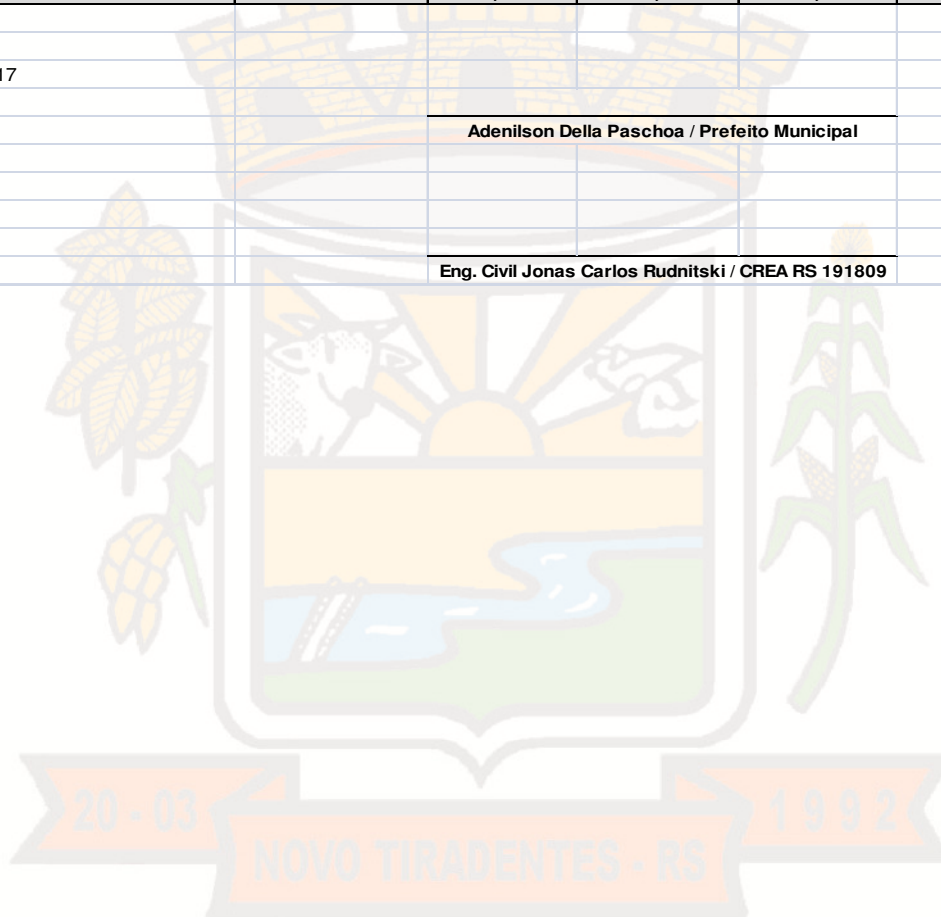 17
Adenilson Della Paschoa / Prefeito Municipal
Eng. Civil Jonas Carlos Rudnitski / CREA RS 191809
20 - 03
1992
NOVO TIRADENTES - RS